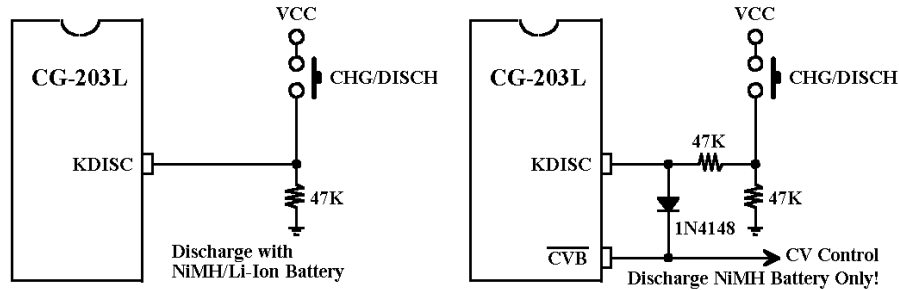 VCC
CG-203L
CHG/DISCH
KDISC
47K
Discharge with
NiMH/Li-Ion Battery
VCC
CG-203L
CHG/DISCH
47K
KDISC
47K
1N4148
CVB
CV Control
Discharge NiMH Battery Only!